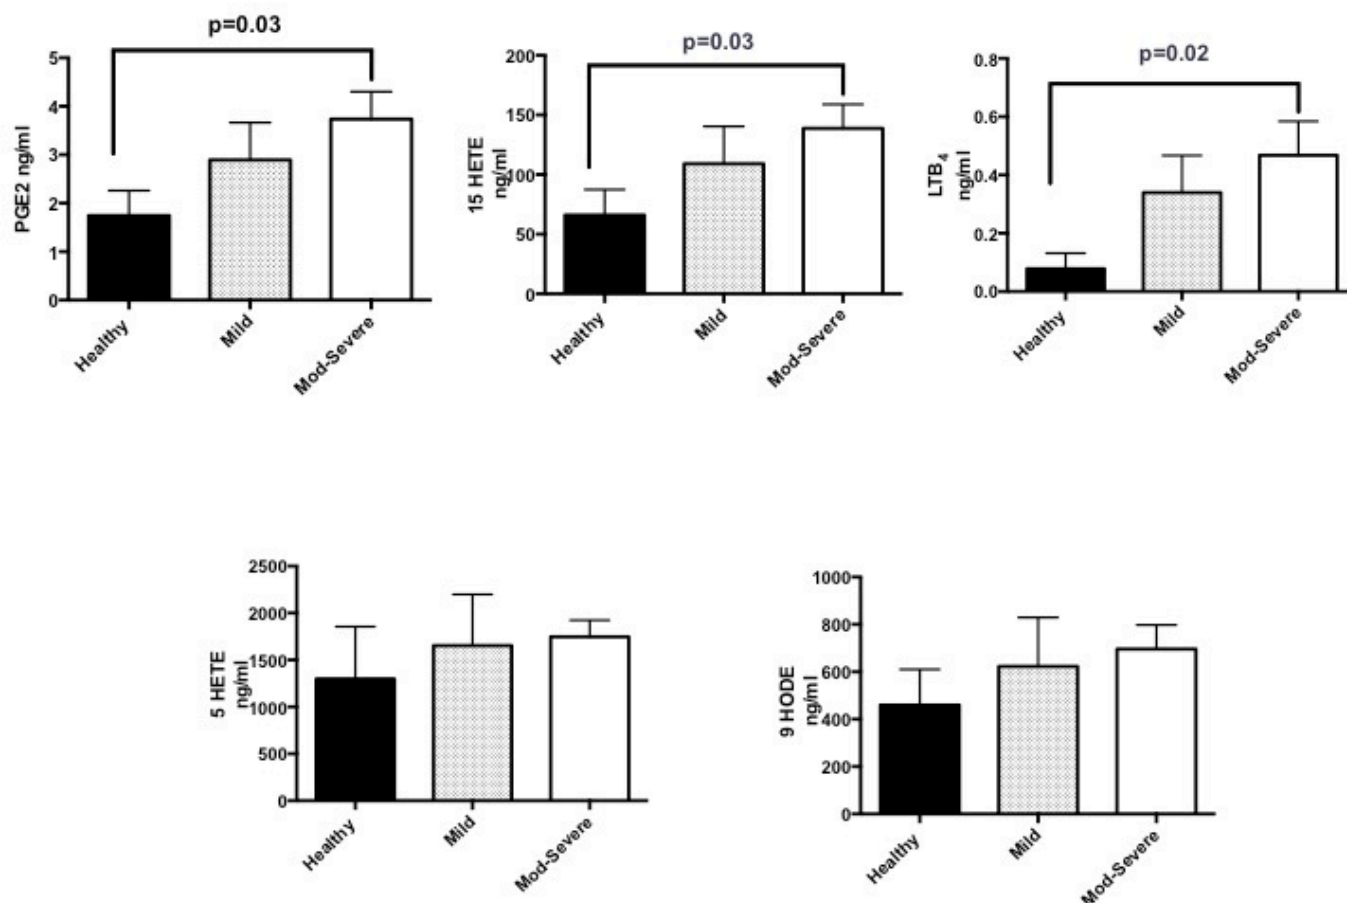 p=0.03
PGE2 ng/ml
5
4
3
2
1
0
Healthy
Mild
Mod-Severe
p=0.03
15 HETE
ng/ml
200
150
100
50
0
Healthy
Mild
Mod-Severe
p=0.02
LTB₄
ng/ml
0.8
0.6
0.4
0.2
0.0
Healthy
Mild
Mod-Severe
5 HETE
ng/ml
2500
2000
1500
1000
500
0
Healthy
Mild
Mod-Severe
9 HODE
ng/ml
1000
800
600
400
200
0
Healthy
Mild
Mod-Severe